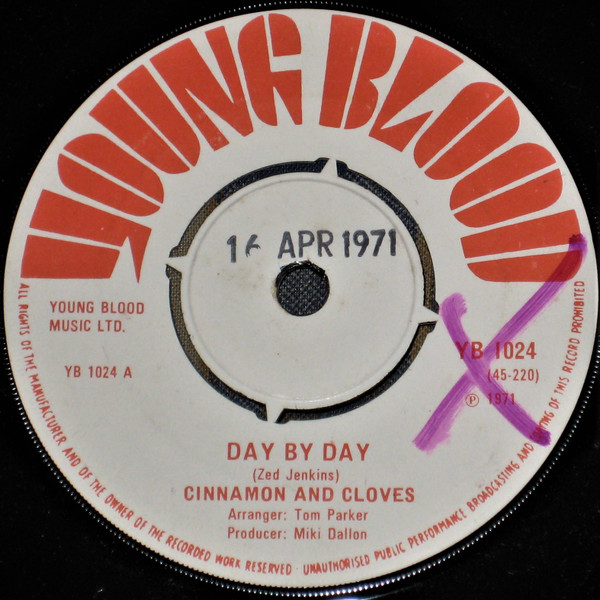 YOUNG BLOOD
16 APR 1971
YOUNG BLOOD
MUSIC LTD.
YB 1024 A
YB 1024
(45-220)
℗ 1971
DAY BY DAY
(Zed Jenkins)
CINNAMON AND CLOVES
Arranger: Tom Parker
Producer: Miki Dallon
ALL RIGHTS OF THE MANUFACTURER AND OF THE OWNER OF THE RECORDED WORK RESERVED · UNAUTHORISED PUBLIC PERFORMANCE BROADCASTING AND COPYING OF THIS RECORD PROHIBITED
X